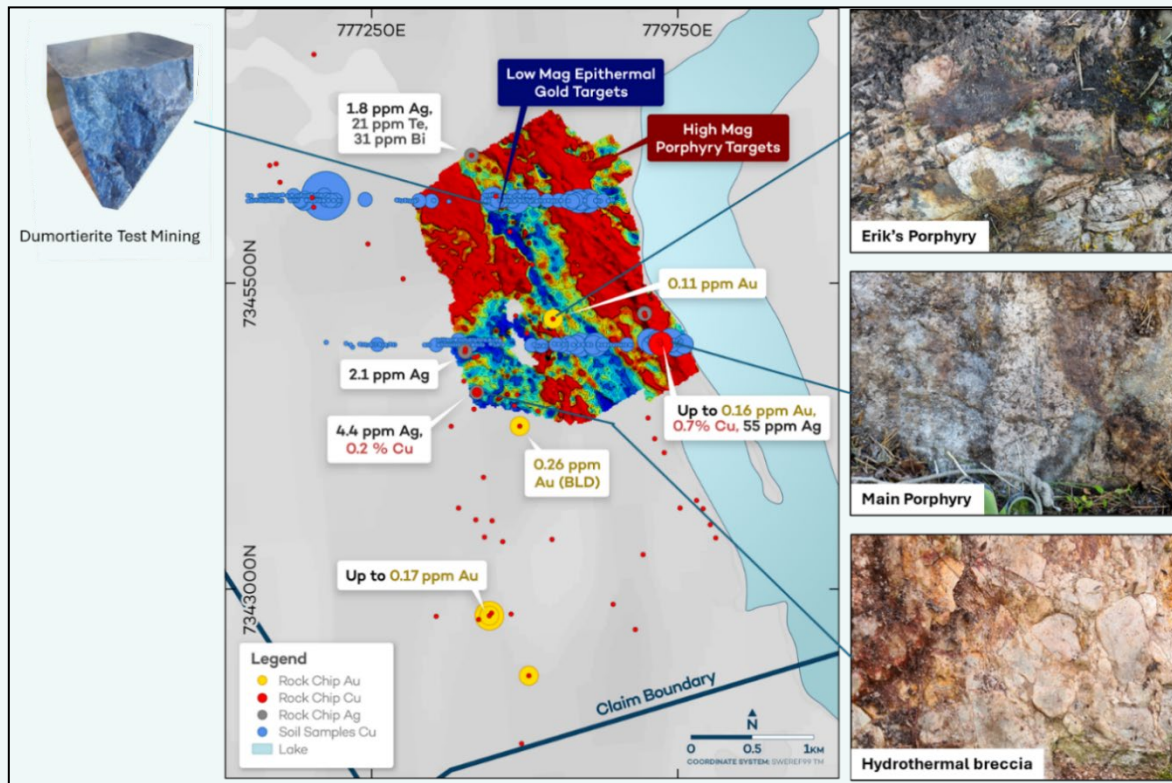 777250E
779750E
7345500N
7343000N
Dumortierite Test Mining
Low Mag Epithermal
Gold Targets
High Mag
Porphyry Targets
1.8 ppm Ag,
21 ppm Te,
31 ppm Bi
0.11 ppm Au
2.1 ppm Ag
4.4 ppm Ag,
0.2 % Cu
Up to 0.16 ppm Au,
0.7% Cu, 55 ppm Ag
0.26 ppm
Au (BLD)
Up to 0.17 ppm Au
Legend
Rock Chip Au
Rock Chip Cu
Rock Chip Ag
Soil Samples Cu
Lake
Claim Boundary
N
0 0.5 1KM
COORDINATE SYSTEM: SWEREF99 TM
Erik's Porphyry
Main Porphyry
Hydrothermal breccia